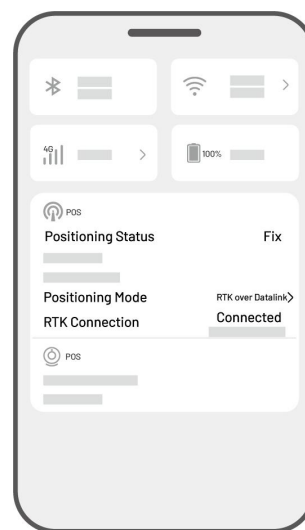 4G
100%
POS
Positioning Status Fix
Positioning Mode RTK over Datalink
RTK Connection Connected
POS